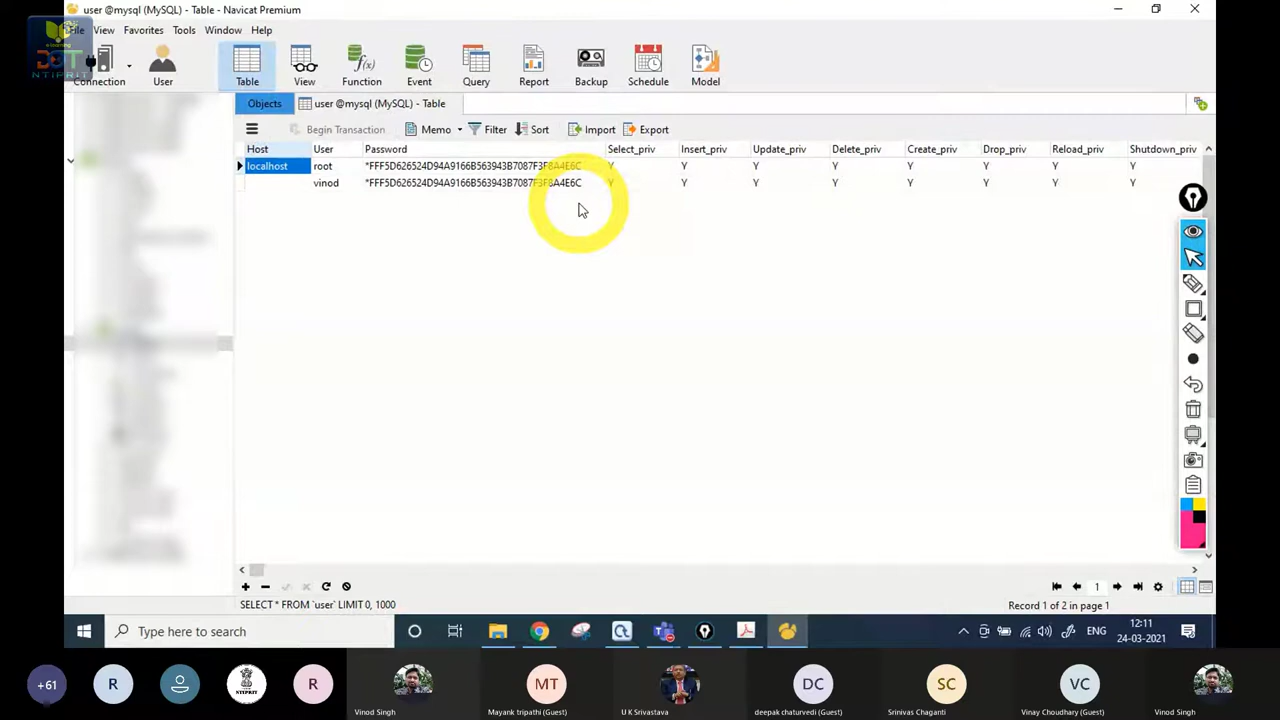 user @mysql (MySQL) - Table - Navicat Premium
File View Favorites Tools Window Help
e learning
DOT
NTIPRIT
Connection User Table View Function Event Query Report Backup Schedule Model
Objects user @mysql (MySQL) - Table
Begin Transaction Memo Filter Sort Import Export
Host User Password Select_priv Insert_priv Update_priv Delete_priv Create_priv Drop_priv Reload_priv Shutdown_priv
localhost root *FFF5D626524D94A9166B563943B7087F3F8A4E6C Y Y Y Y Y Y Y Y
vinod *FFF5D626524D94A9166B563943B7087F3F8A4E6C Y Y Y Y Y Y Y Y
1
SELECT * FROM `user` LIMIT 0, 1000 Record 1 of 2 in page 1
Type here to search ENG 12:11
24-03-2021
+61 R NTIPRIT R MT DC SC VC
Vinod Singh Mayank tripathi (Guest) U K Srivastava deepak chaturvedi (Guest) Srinivas Chaganti Vinay Choudhary (Guest) Vinod Singh